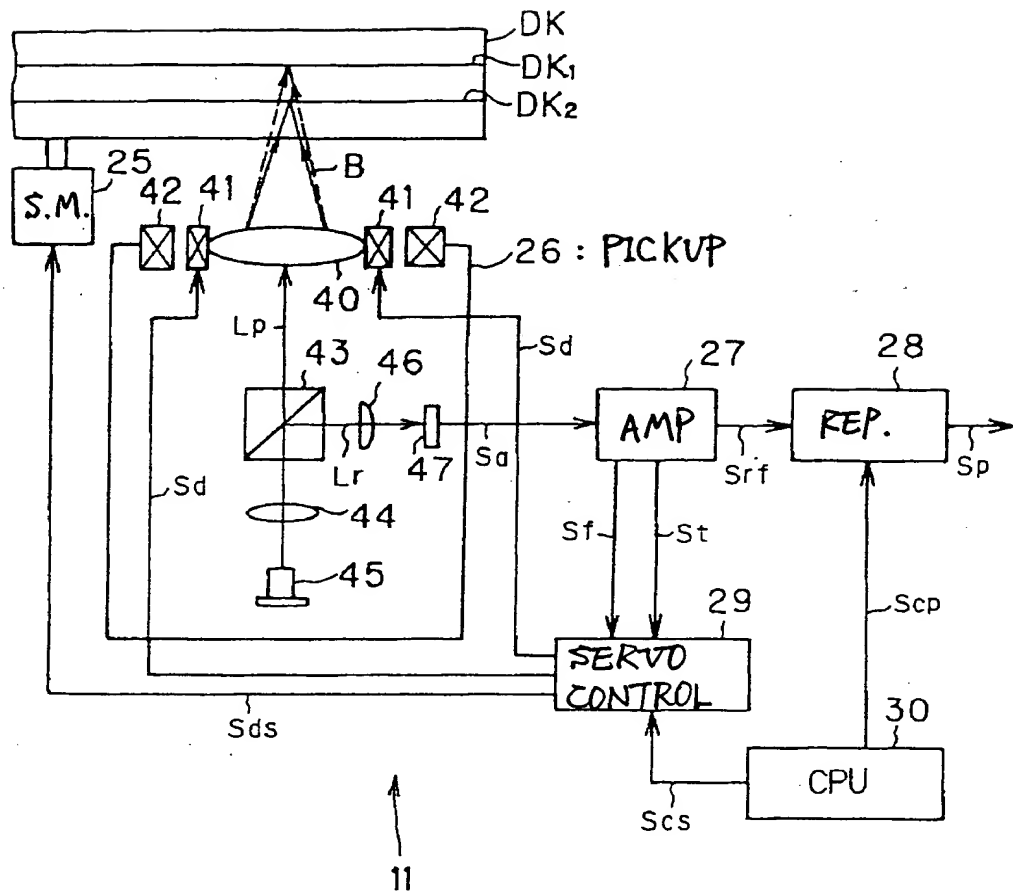 DK
DK1
DK2
B
25
S.M.
42
41
41
42
26 : PICKUP
40
Lp
43
46
Sd
27
28
AMP
REP.
Lr
47
Sa
Srf
Sp
Sd
44
Sf
St
45
Scp
29
SERVO
CONTROL
Sds
30
CPU
Scs
11